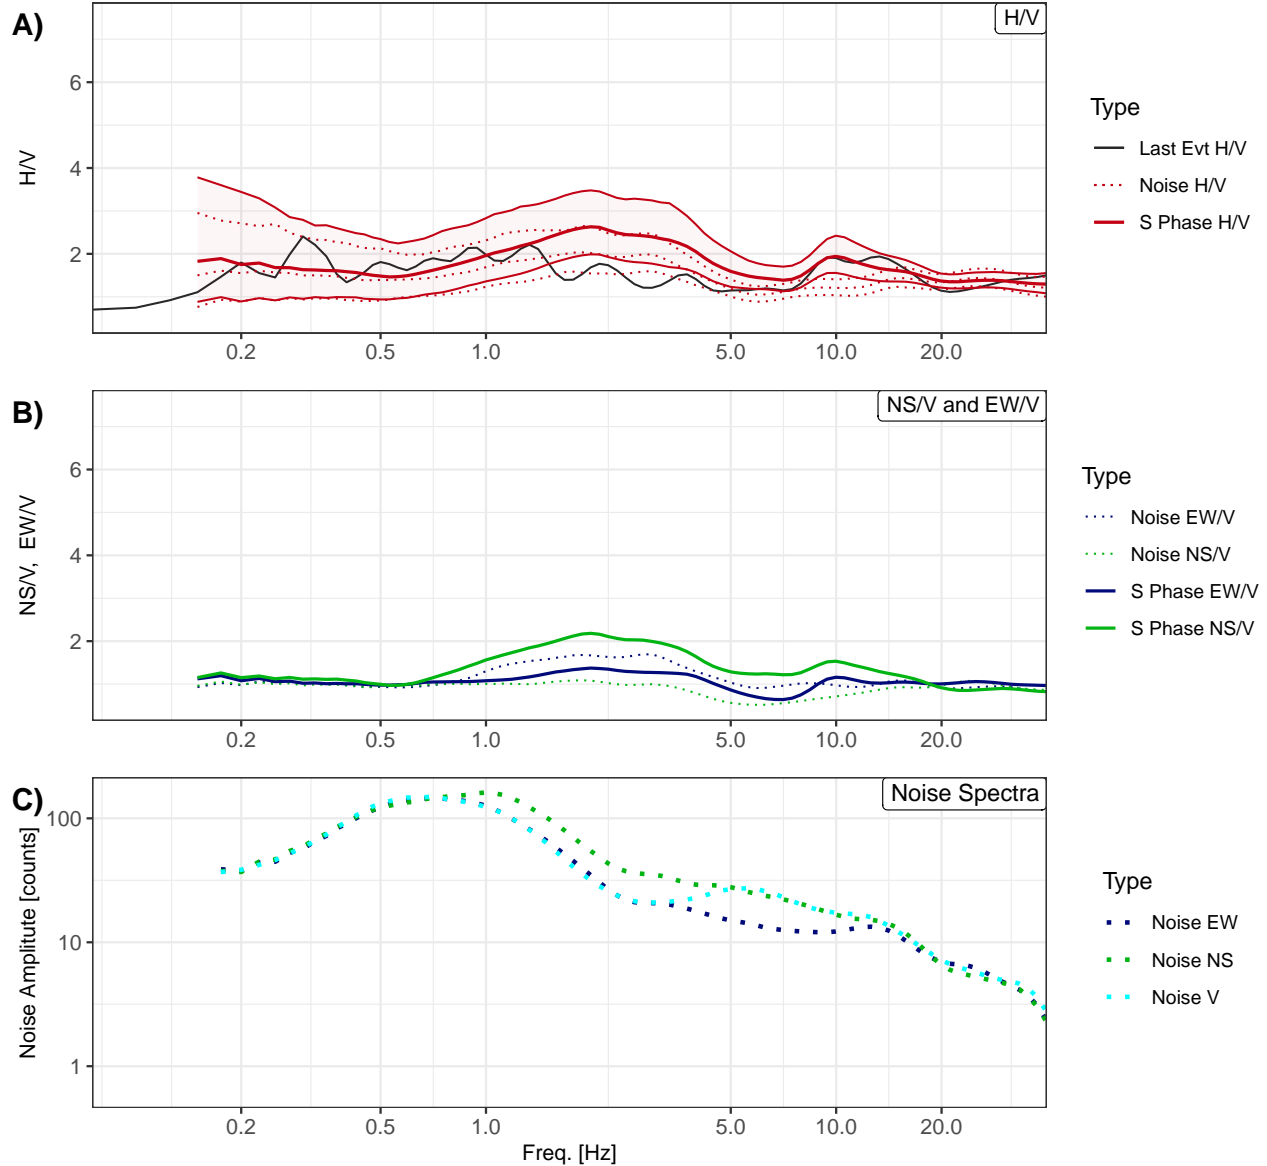 A)
H/V
6
4
2
H/V
0.2 0.5 1.0 5.0 10.0 20.0
Type
Last Evt H/V
Noise H/V
S Phase H/V
B)
NS/V and EW/V
6
4
2
NS/V,  EW/V
0.2 0.5 1.0 5.0 10.0 20.0
Type
Noise EW/V
Noise NS/V
S Phase EW/V
S Phase NS/V
C)
Noise Spectra
100
10
1
Noise Amplitute [counts]
0.2 0.5 1.0 5.0 10.0 20.0
Freq. [Hz]
Type
Noise EW
Noise NS
Noise V